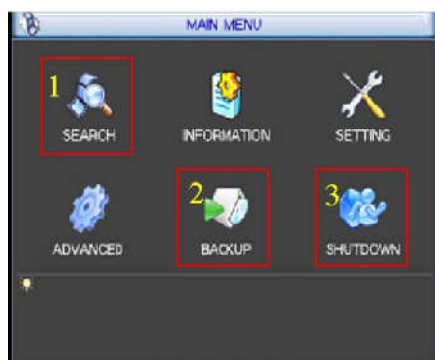 MAIN MENU
1 2 3
SEARCH INFORMATION SETTING
ADVANCED BACKUP SHUTDOWN